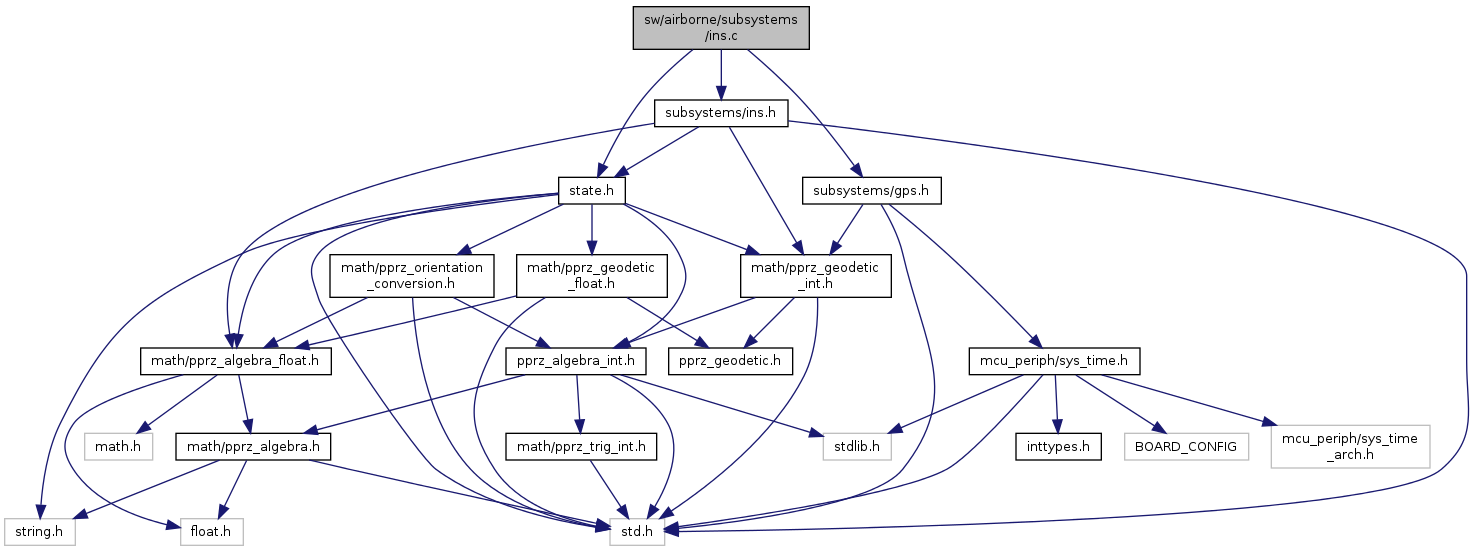 sw/airborne/subsystems
/ins.c
subsystems/ins.h
state.h
subsystems/gps.h
math/pprz_orientation
_conversion.h
math/pprz_geodetic
_float.h
math/pprz_geodetic
_int.h
math/pprz_algebra_float.h
pprz_algebra_int.h
pprz_geodetic.h
mcu_periph/sys_time.h
math.h
math/pprz_algebra.h
math/pprz_trig_int.h
stdlib.h
inttypes.h
BOARD_CONFIG
mcu_periph/sys_time
_arch.h
string.h
float.h
std.h